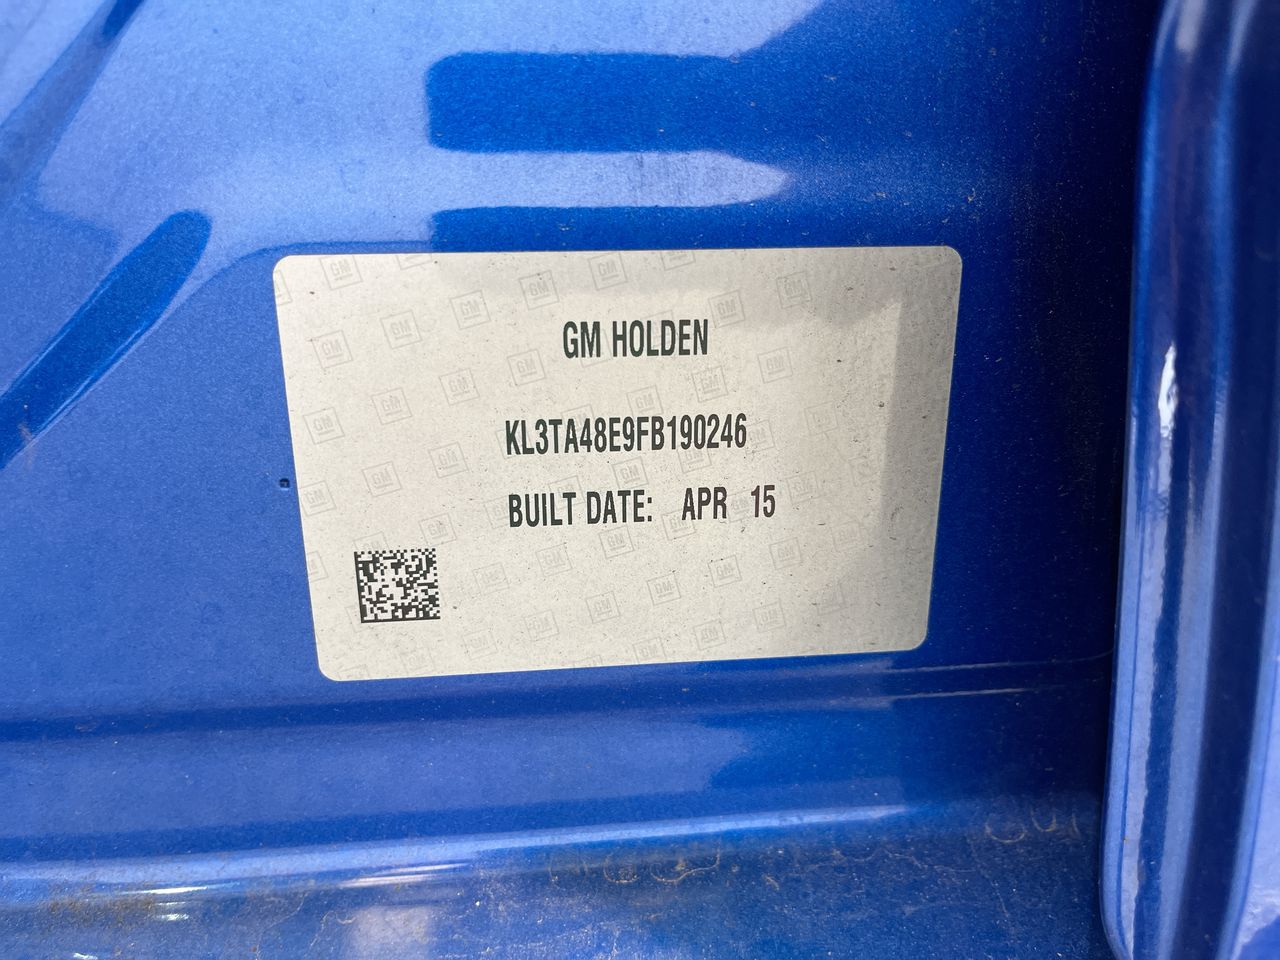 GM HOLDEN
KL3TA48E9FB190246
BUILT DATE: APR 15